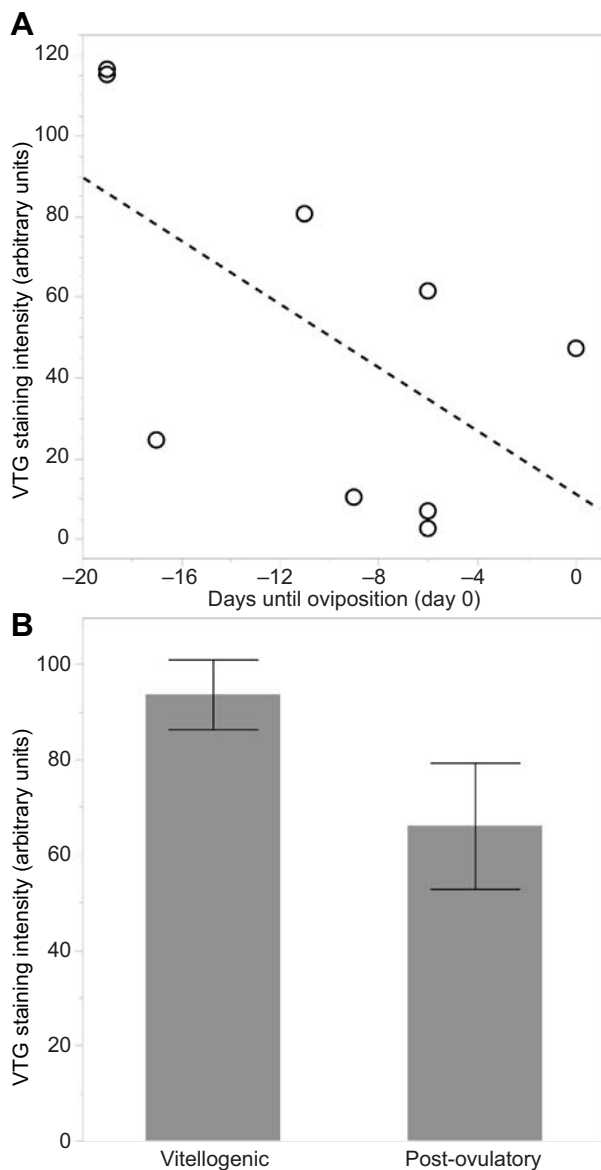 A
VTG staining intensity (arbitrary units)
120
100
80
60
40
20
0
–20
–16
–12
–8
–4
0
Days until oviposition (day 0)
B
VTG staining intensity (arbitrary units)
100
80
60
40
20
0
Vitellogenic
Post-ovulatory